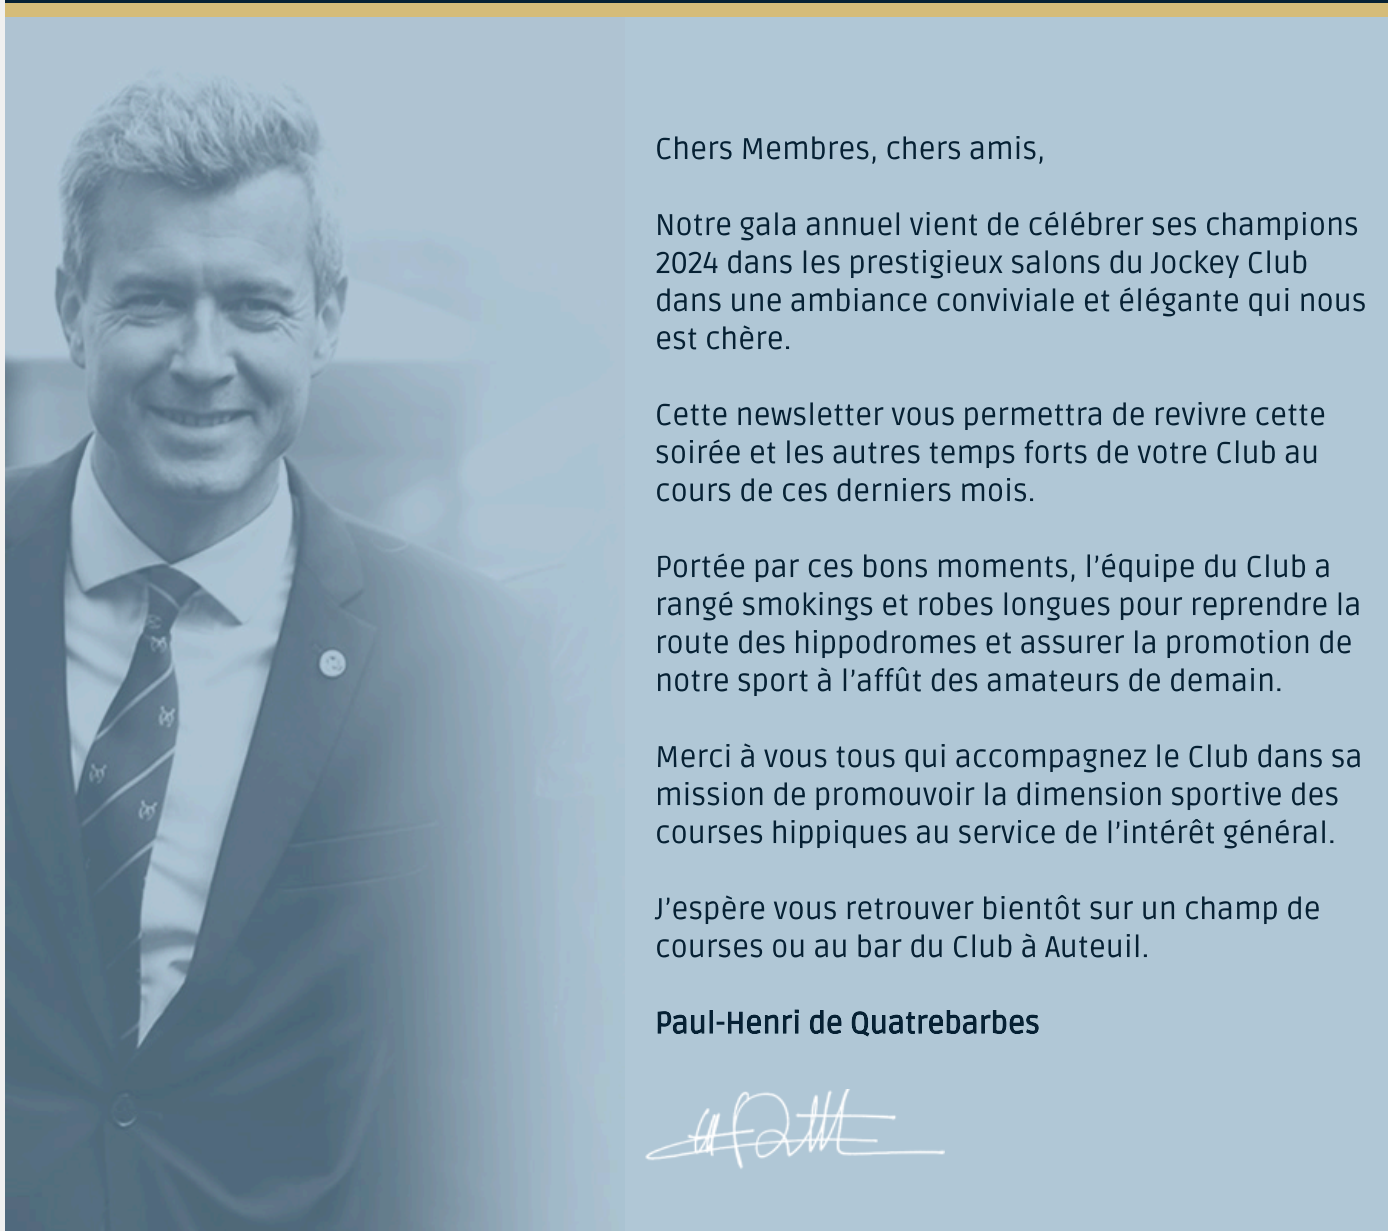 Chers Membres, chers amis,
Notre gala annuel vient de célébrer ses champions
2024 dans les prestigieux salons du Jockey Club
dans une ambiance conviviale et élégante qui nous
est chère.
Cette newsletter vous permettra de revivre cette
soirée et les autres temps forts de votre Club au
cours de ces derniers mois.
Portée par ces bons moments, l’équipe du Club a
rangé smokings et robes longues pour reprendre la
route des hippodromes et assurer la promotion de
notre sport à l’affût des amateurs de demain.
Merci à vous tous qui accompagnez le Club dans sa
mission de promouvoir la dimension sportive des
courses hippiques au service de l’intérêt général.
J’espère vous retrouver bientôt sur un champ de
courses ou au bar du Club à Auteuil.
Paul-Henri de Quatrebarbes